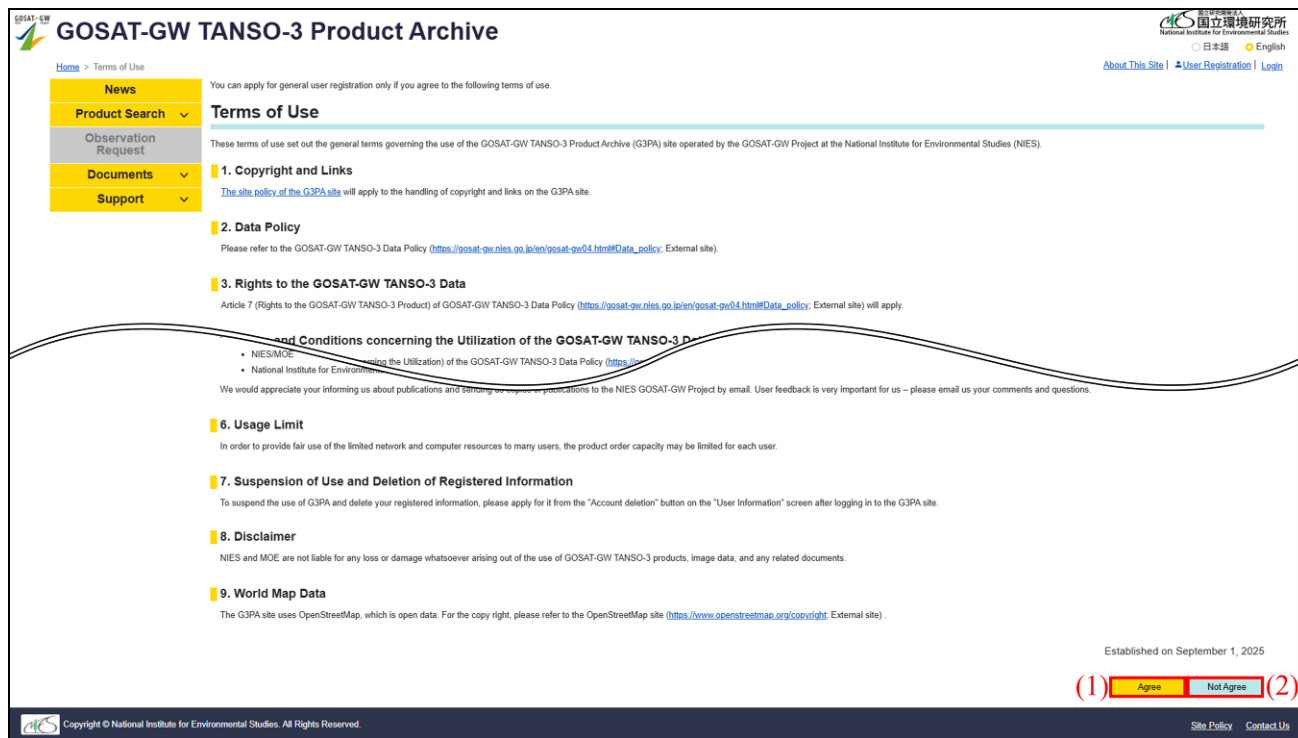 GOSAT-GW
GOSAT-GW TANSO-3 Product Archive
国立研究開発法人
国立環境研究所
National Institute for Environmental Studies
日本語 English
Home > Terms of Use
About This Site | User Registration | Login
News
Product Search
Observation
Request
Documents
Support
You can apply for general user registration only if you agree to the following terms of use.
Terms of Use
These terms of use set out the general terms governing the use of the GOSAT-GW TANSO-3 Product Archive (G3PA) site operated by the GOSAT-GW Project at the National Institute for Environmental Studies (NIES).
1. Copyright and Links
The site policy of the G3PA site will apply to the handling of copyright and links on the G3PA site.
2. Data Policy
Please refer to the GOSAT-GW TANSO-3 Data Policy (https://gosat-gw.nies.go.jp/en/gosat-gw04.html#Data_policy; External site).
3. Rights to the GOSAT-GW TANSO-3 Data
Article 7 (Rights to the GOSAT-GW TANSO-3 Product) of GOSAT-GW TANSO-3 Data Policy (https://gosat-gw.nies.go.jp/en/gosat-gw04.html#Data_policy; External site) will apply.
and Conditions concerning the Utilization of the GOSAT-GW TANSO-3
the Utilization) of the GOSAT-GW TANSO-3 Data Policy
• NIES/MOE
• National Institute for
We would appreciate your informing us about publications and sending us copies of publications to the NIES GOSAT-GW Project by email. User feedback is very important for us – please email us your comments and questions.
6. Usage Limit
In order to provide fair use of the limited network and computer resources to many users, the product order capacity may be limited for each user.
7. Suspension of Use and Deletion of Registered Information
To suspend the use of G3PA and delete your registered information, please apply for it from the "Account deletion" button on the "User Information" screen after logging in to the G3PA site.
8. Disclaimer
NIES and MOE are not liable for any loss or damage whatsoever arising out of the use of GOSAT-GW TANSO-3 products, image data, and any related documents.
9. World Map Data
The G3PA site uses OpenStreetMap, which is open data. For the copy right, please refer to the OpenStreetMap site (https://www.openstreetmap.org/copyright; External site) .
Established on September 1, 2025
(1) Agree Not Agree (2)
Copyright © National Institute for Environmental Studies. All Rights Reserved.
Site Policy Contact Us